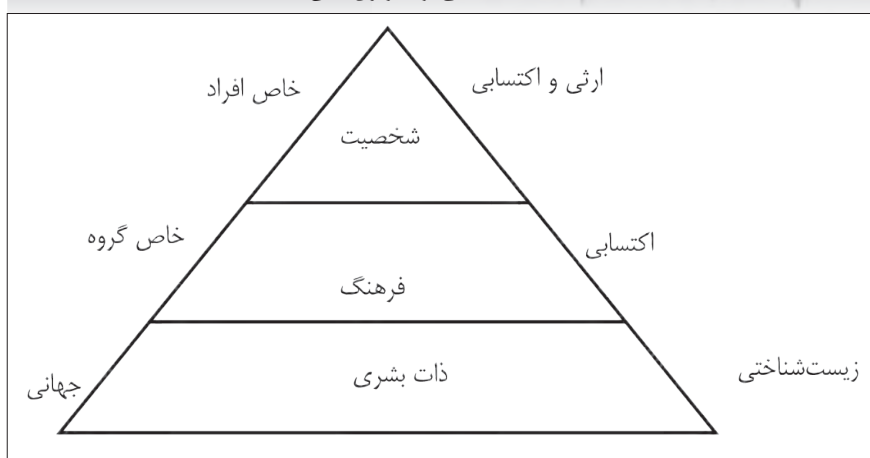 ارثی و اکتسابی
خاص افراد
شخصیت
خاص گروه
اکتسابی
فرهنگ
زیست‌شناختی
ذات بشری
جهانی